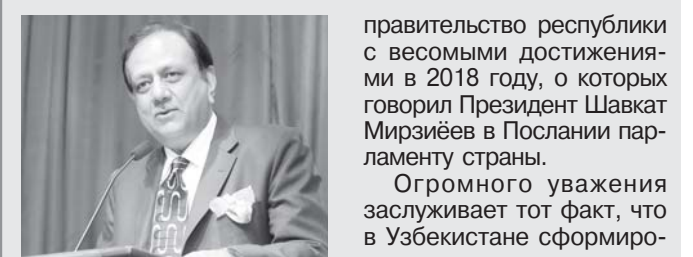 правительство республики
с весомыми достижения-
ми в 2018 году, о которых
говорил Президент Шавкат
Мирзиёев в Послании пар-
ламенту страны.
Огромного уважения
заслуживает тот факт, что
в Узбекистане сформиро-